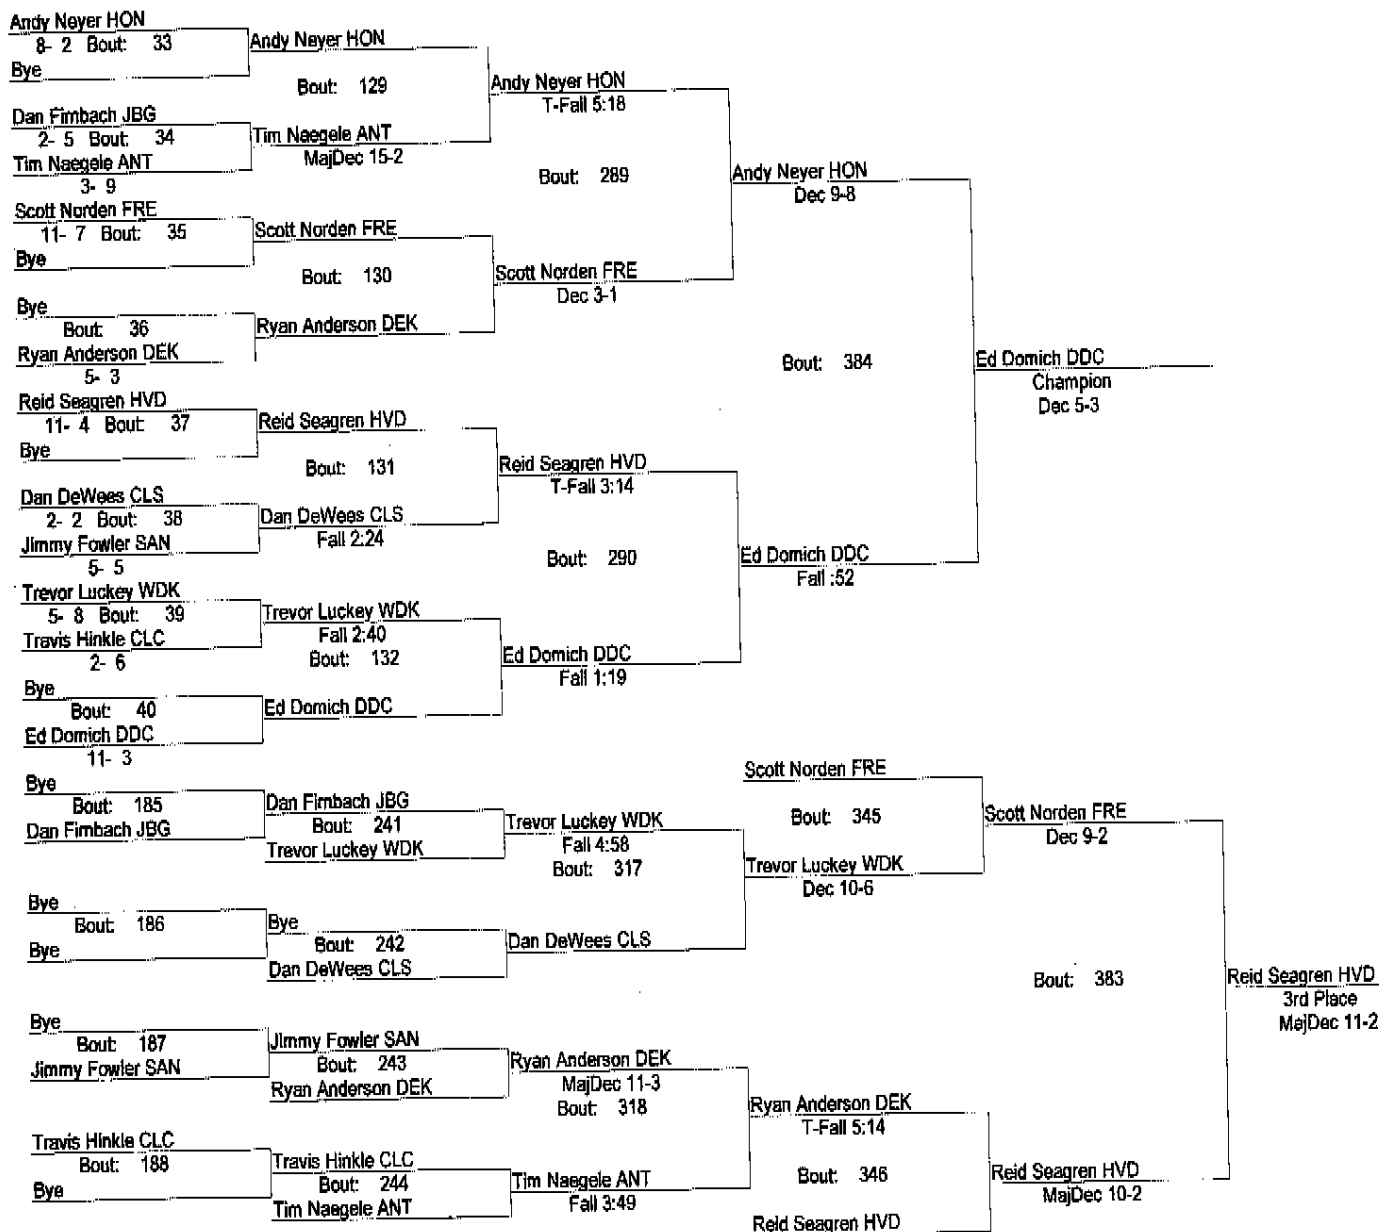 Andy Neyer HON
8- 2 Bout: 33
Bye
Andy Neyer HON
Bout: 129
Dan Firnbach JBG
2- 5 Bout: 34
Tim Naegele ANT
3- 9
Tim Naegele ANT
MajDec 15-2
Andy Neyer HON
T-Fall 5:18
Bout: 289
Scott Norden FRE
11- 7 Bout: 35
Bye
Scott Norden FRE
Bout: 130
Bye
Bout: 36
Ryan Anderson DEK
5- 3
Ryan Anderson DEK
Scott Norden FRE
Dec 3-1
Andy Neyer HON
Dec 9-8
Bout: 384
Reid Seagren HVD
11- 4 Bout: 37
Bye
Reid Seagren HVD
Bout: 131
Dan DeWees CLS
2- 2 Bout: 38
Jimmy Fowler SAN
5- 5
Dan DeWees CLS
Fall 2:24
Reid Seagren HVD
T-Fall 3:14
Bout: 290
Trevor Luckey WDK
5- 8 Bout: 39
Travis Hinkle CLC
2- 6
Trevor Luckey WDK
Fall 2:40
Bout: 132
Bye
Bout: 40
Ed Domich DDC
11- 3
Ed Domich DDC
Ed Domich DDC
Fall 1:19
Ed Domich DDC
Fall :52
Ed Domich DDC
Champion
Dec 5-3
Bye
Bout: 185
Dan Firnbach JBG
Dan Firnbach JBG
Bout: 241
Trevor Luckey WDK
Trevor Luckey WDK
Fall 4:58
Bout: 317
Bye
Bout: 186
Bye
Bye
Bout: 242
Dan DeWees CLS
Dan DeWees CLS
Scott Norden FRE
Bout: 345
Trevor Luckey WDK
Dec 10-6
Scott Norden FRE
Dec 9-2
Bout: 383
Bye
Bout: 187
Jimmy Fowler SAN
Jimmy Fowler SAN
Bout: 243
Ryan Anderson DEK
Ryan Anderson DEK
MajDec 11-3
Bout: 318
Travis Hinkle CLC
Bout: 188
Bye
Travis Hinkle CLC
Bout: 244
Tim Naegele ANT
Tim Naegele ANT
Fall 3:49
Ryan Anderson DEK
T-Fall 5:14
Bout: 346
Reid Seagren HVD
Reid Seagren HVD
MajDec 10-2
Reid Seagren HVD
3rd Place
MajDec 11-2